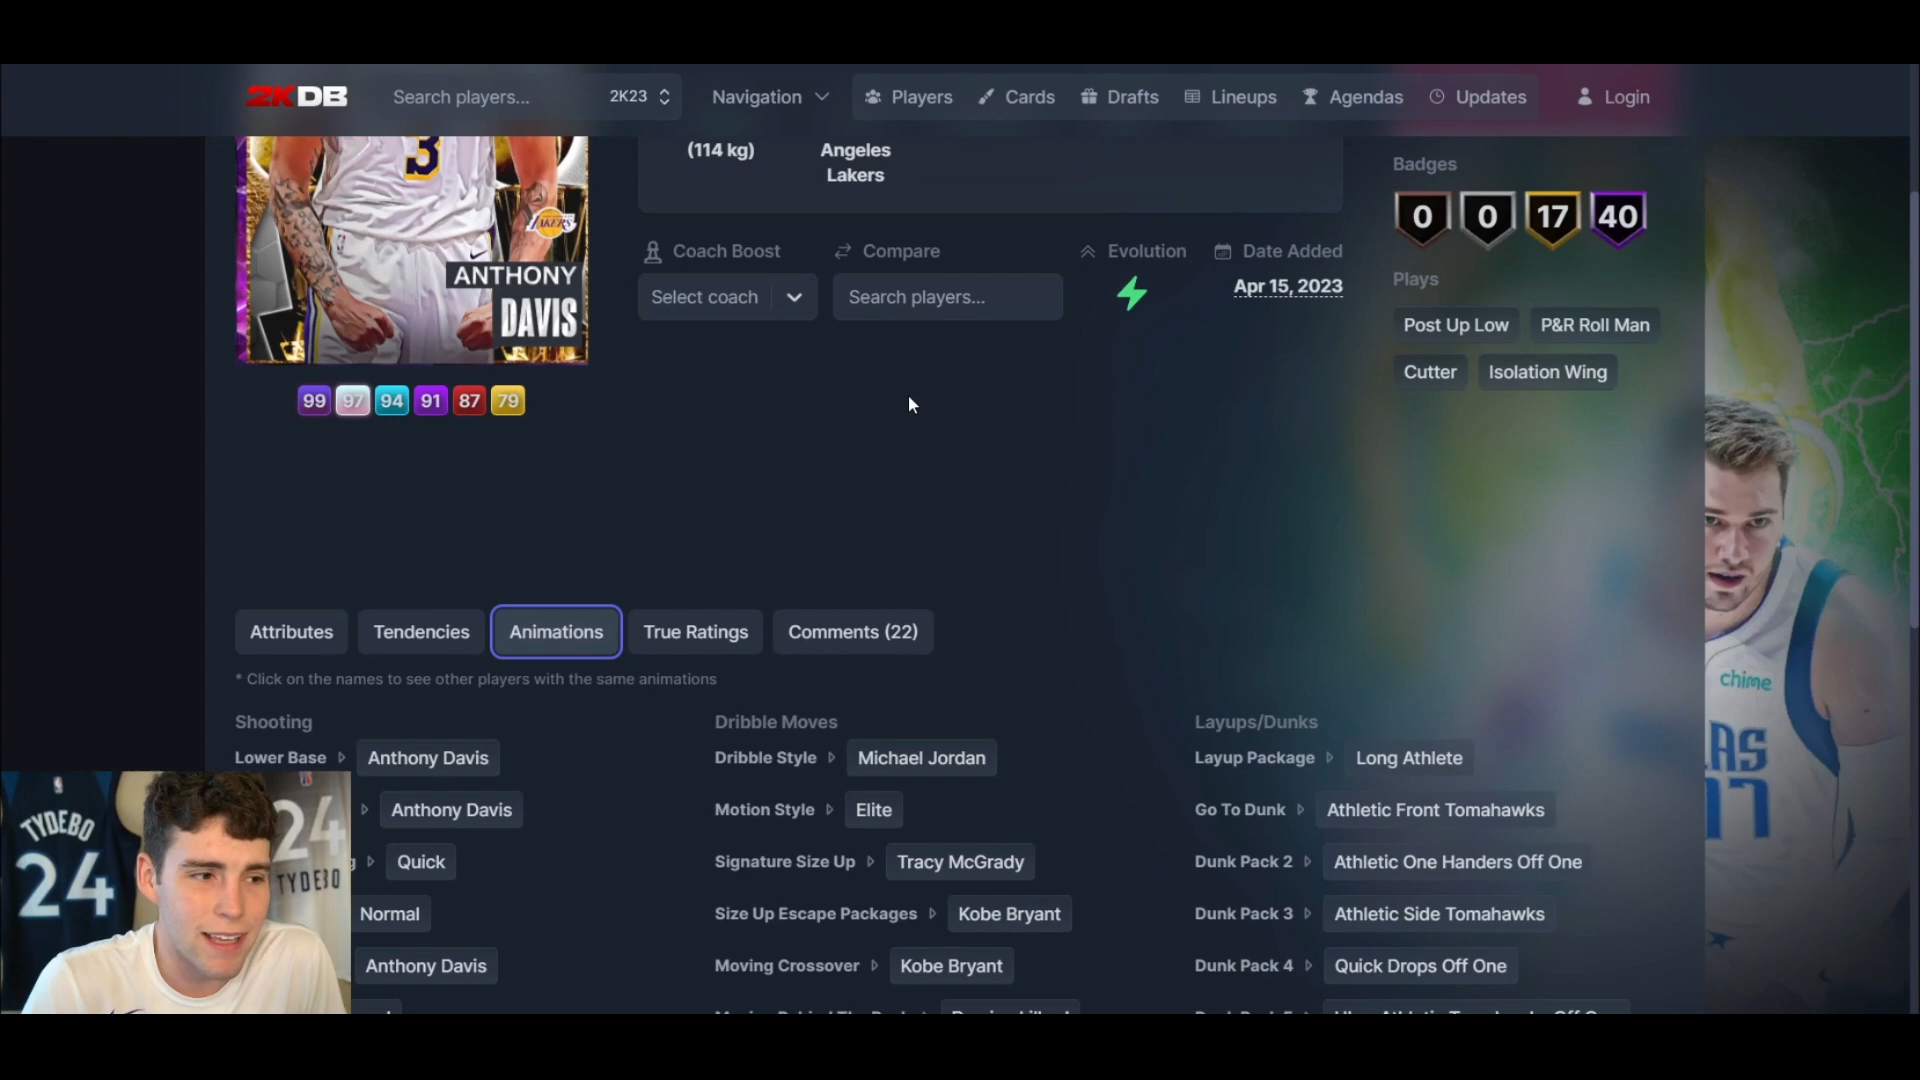 2KDB
Search players...
2K23
Navigation
Players
Cards
Drafts
Lineups
Agendas
Updates
Login
3
LAKERS
ANTHONY
DAVIS
99 97 94 91 87 79
(114 kg)
Angeles
Lakers
Coach Boost
Select coach
Compare
Search players...
Evolution
Date Added
Apr 15, 2023
Badges
0 0 17 40
Plays
Post Up Low
P&R Roll Man
Cutter
Isolation Wing
Attributes
Tendencies
Animations
True Ratings
Comments (22)
* Click on the names to see other players with the same animations
Shooting
Lower Base Anthony Davis
Anthony Davis
Quick
Normal
Anthony Davis
Dribble Moves
Dribble Style Michael Jordan
Motion Style Elite
Signature Size Up Tracy McGrady
Size Up Escape Packages Kobe Bryant
Moving Crossover Kobe Bryant
Layups/Dunks
Layup Package Long Athlete
Go To Dunk Athletic Front Tomahawks
Dunk Pack 2 Athletic One Handers Off One
Dunk Pack 3 Athletic Side Tomahawks
Dunk Pack 4 Quick Drops Off One
chime
TYDEBO
24
24
TYDEBO